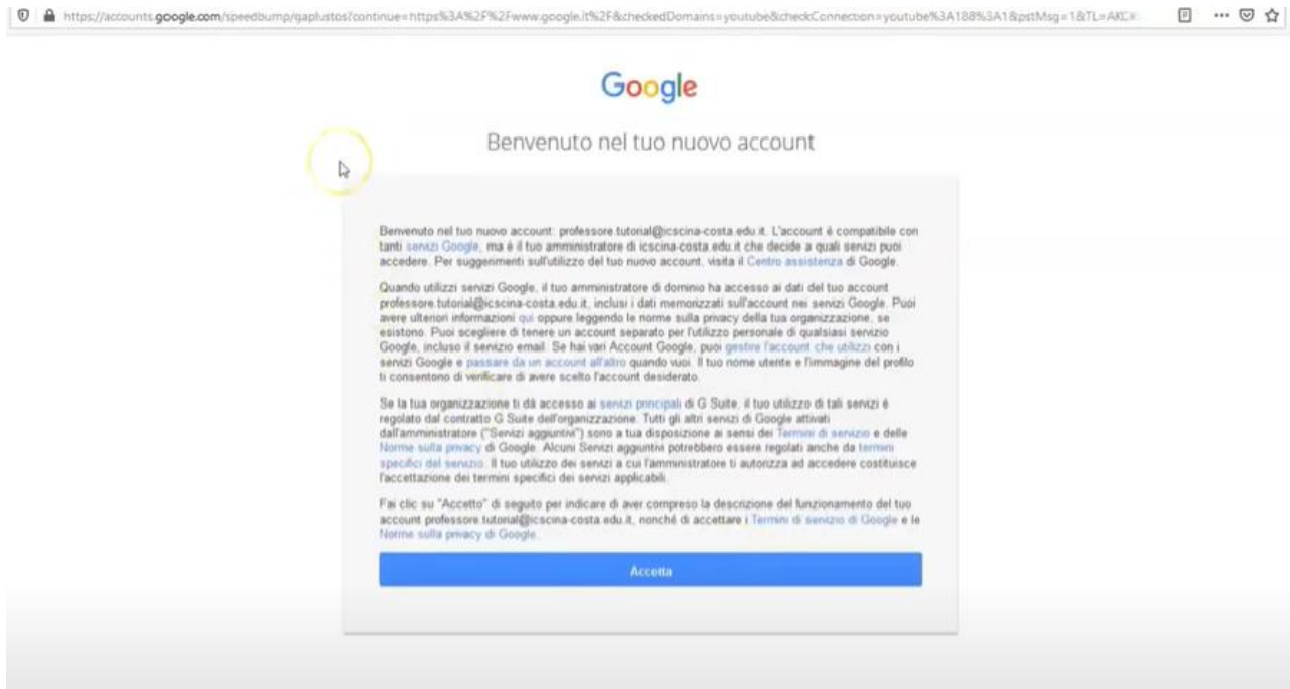 https://accounts.google.com/speedbump/gaplustos?continue=https%3A%2F%2Fwww.google.it%2F&checkedDomains=youtube&checkConnection=youtube%3A188%3A1&pstMsg=1&TL=AKC
Google
Benvenuto nel tuo nuovo account
Benvenuto nel tuo nuovo account: professore.tutorial@icscina-costa.edu.it. L'account è compatibile con
tanti servizi Google, ma è il tuo amministratore di icscina-costa.edu.it che decide a quali servizi puoi
accedere. Per suggerimenti sull'utilizzo del tuo nuovo account, visita il Centro assistenza di Google.
Quando utilizzi servizi Google, il tuo amministratore di dominio ha accesso ai dati del tuo account
professore.tutorial@icscina-costa.edu.it, inclusi i dati memorizzati sull'account nei servizi Google. Puoi
avere ulteriori informazioni qui oppure leggendo le norme sulla privacy della tua organizzazione, se
esistono. Puoi scegliere di tenere un account separato per l'utilizzo personale di qualsiasi servizio
Google, incluso il servizio email. Se hai vari Account Google, puoi gestire l'account che utilizzi con i
servizi Google e passare da un account all'altro quando vuoi. Il tuo nome utente e l'immagine del profilo
ti consentono di verificare di avere scelto l'account desiderato.
Se la tua organizzazione ti dà accesso ai servizi principali di G Suite, il tuo utilizzo di tali servizi è
regolato dal contratto G Suite dell'organizzazione. Tutti gli altri servizi di Google attivati
dall'amministratore ("Servizi aggiuntivi") sono a tua disposizione ai sensi dei Termini di servizio e delle
Norme sulla privacy di Google. Alcuni Servizi aggiuntivi potrebbero essere regolati anche da termini
specifici del servizio. Il tuo utilizzo dei servizi a cui l'amministratore ti autorizza ad accedere costituisce
l'accettazione dei termini specifici dei servizi applicabili.
Fai clic su "Accetto" di seguito per indicare di aver compreso la descrizione del funzionamento del tuo
account professore.tutorial@icscina-costa.edu.it, nonché di accettare i Termini di servizio di Google e le
Norme sulla privacy di Google.
Accetta